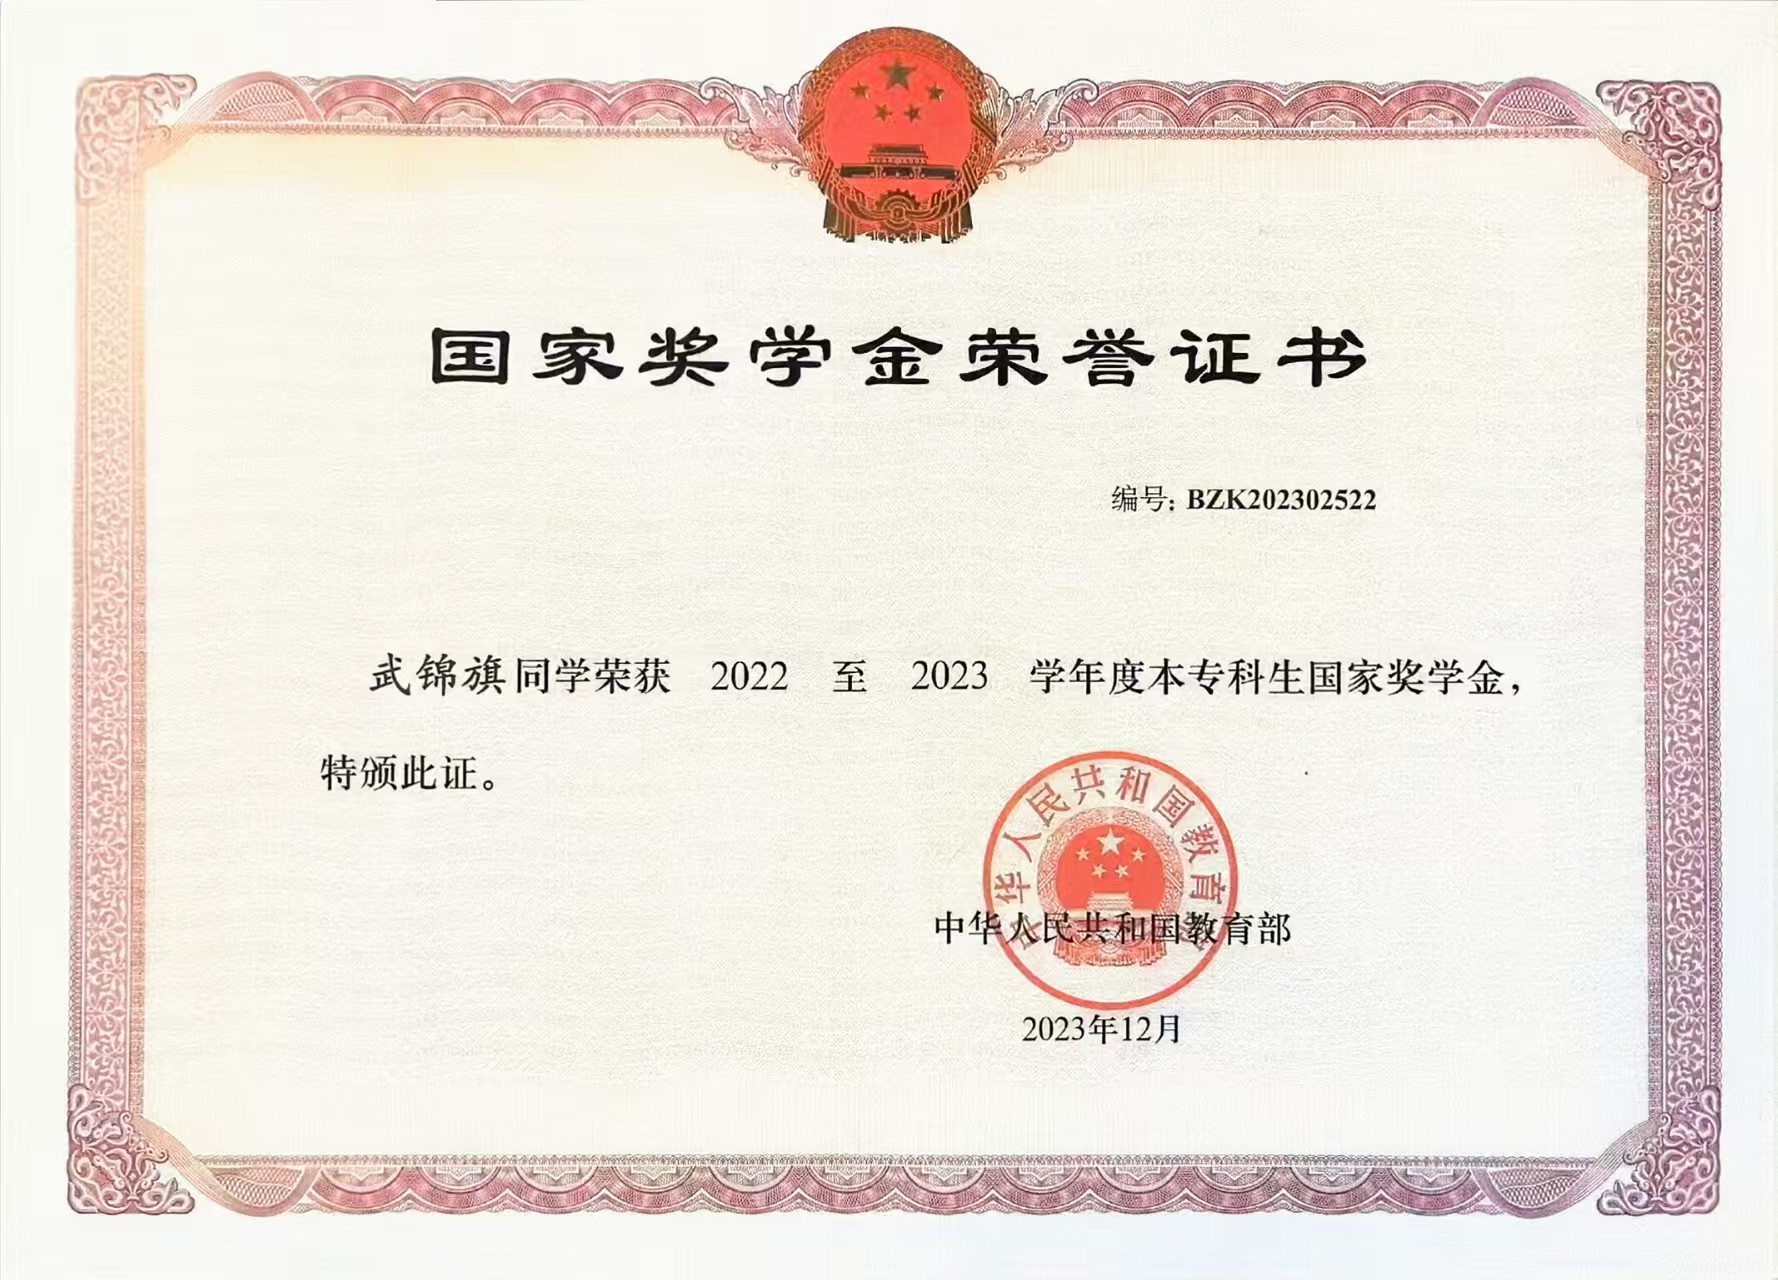 国家奖学金荣誉证书
编号: BZK202302522
武锦旗同学荣获 2022 至 2023 学年度本专科生国家奖学金,
特颁此证。
中华人民共和国教育部
中华人民共和国教育部
2023年12月